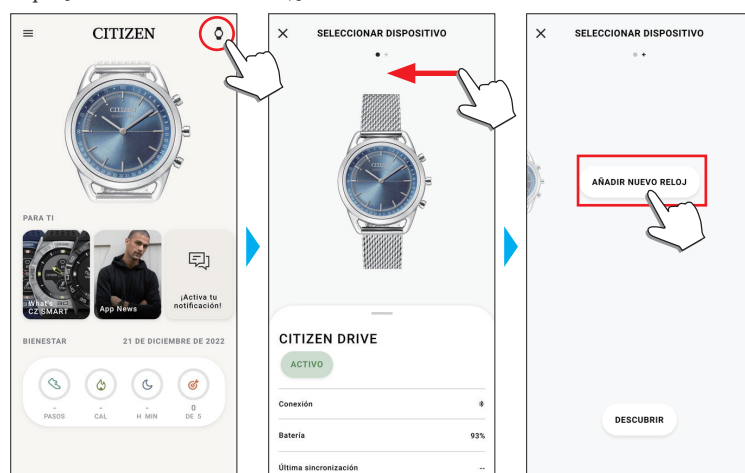 CITIZEN
PARA TI
What's
CZ SMART
App News
¡Activa tu
notificación!
BIENESTAR
21 DE DICIEMBRE DE 2022
-
PASOS
-
CAL
-
H MIN
0
DE 5
SELECCIONAR DISPOSITIVO
CITIZEN
CITIZEN DRIVE
ACTIVO
Conexión
Batería
93%
Última sincronización
--
SELECCIONAR DISPOSITIVO
AÑADIR NUEVO RELOJ
DESCUBRIR